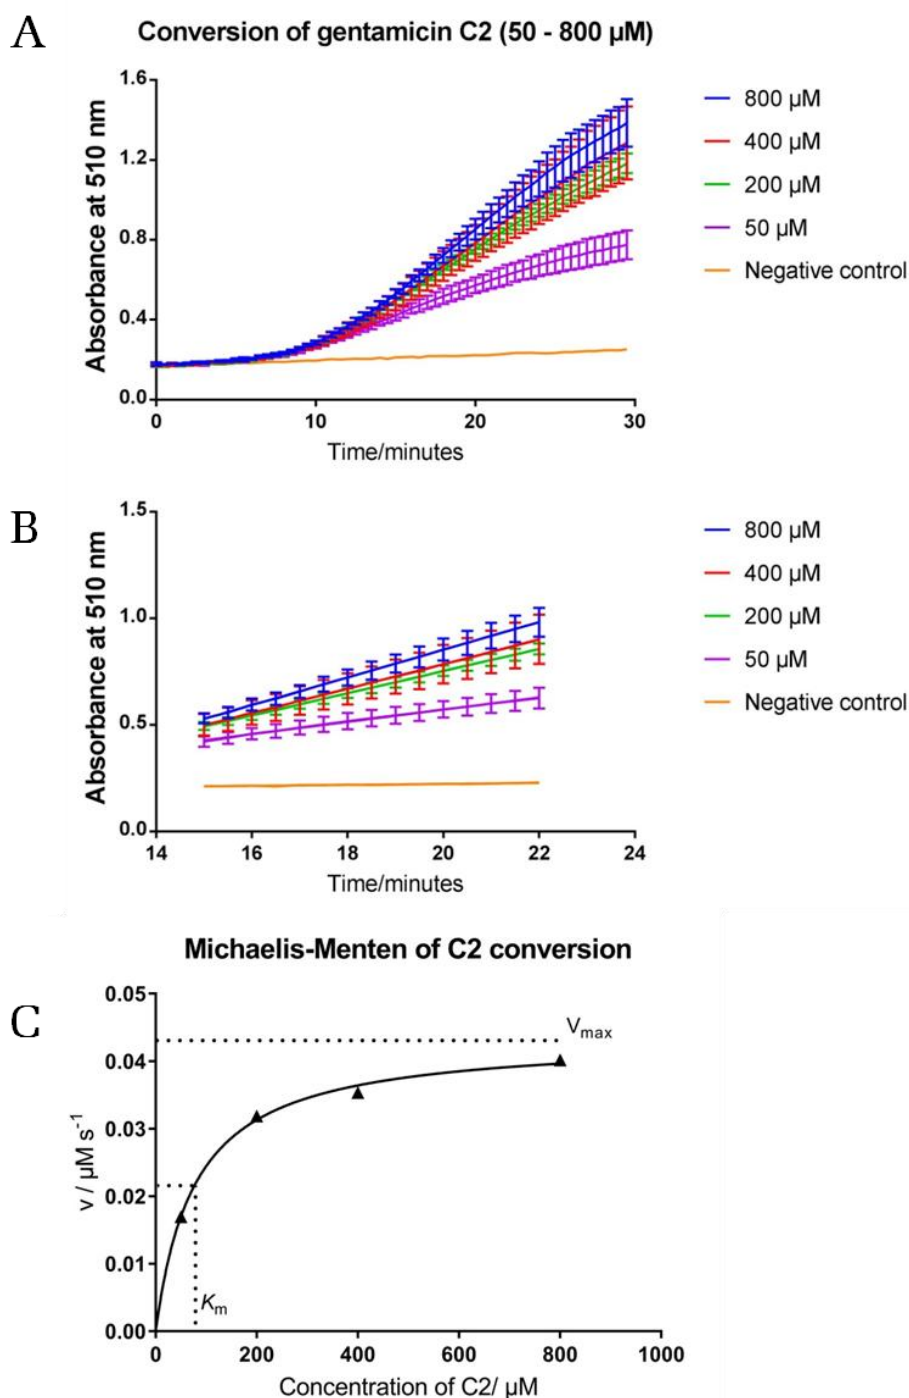 A
Conversion of gentamicin C2 (50 - 800 µM)
Absorbance at 510 nm
1.6
1.2
0.8
0.4
0.0
0 10 20 30
Time/minutes
800 µM
400 µM
200 µM
50 µM
Negative control
B
Absorbance at 510 nm
1.5
1.0
0.5
0.0
14 16 18 20 22 24
Time/minutes
800 µM
400 µM
200 µM
50 µM
Negative control
Michaelis-Menten of C2 conversion
C
v / µM s⁻¹
0.05
0.04
0.03
0.02
0.01
0.00
Vmax
Km
0 200 400 600 800 1000
Concentration of C2/ µM